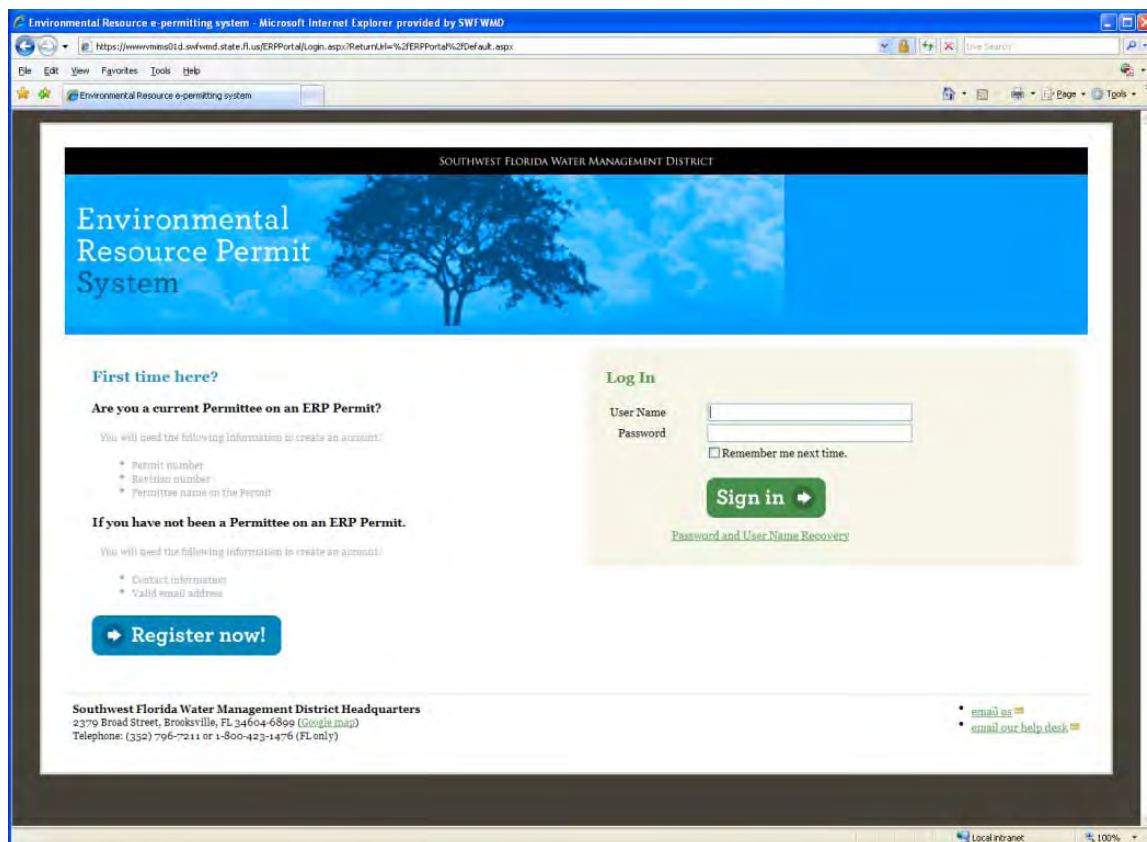 Environmental Resource e-permitting system - Microsoft Internet Explorer provided by SWFWMD
https://wwwvmims01d.swfwmd.state.fl.us/ERPPortal/Login.aspx?ReturnUrl=%2fERPPortal%2fDefault.aspx
Live Search
File Edit View Favorites Tools Help
Environmental Resource e-permitting system
Page Tools
SOUTHWEST FLORIDA WATER MANAGEMENT DISTRICT
Environmental
Resource Permit
System
First time here?
Are you a current Permittee on an ERP Permit?
You will need the following information to create an account:
Permit number
Revision number
Permittee name on the Permit
If you have not been a Permittee on an ERP Permit.
You will need the following information to create an account:
Contact information
Valid email address
Register now!
Log In
User Name
Password
Remember me next time.
Sign in
Password and User Name Recovery
Southwest Florida Water Management District Headquarters
2379 Broad Street, Brooksville, FL 34604-6899 (Google map)
Telephone: (352) 796-7211 or 1-800-423-1476 (FL only)
email us
email our help desk
Local intranet
100%